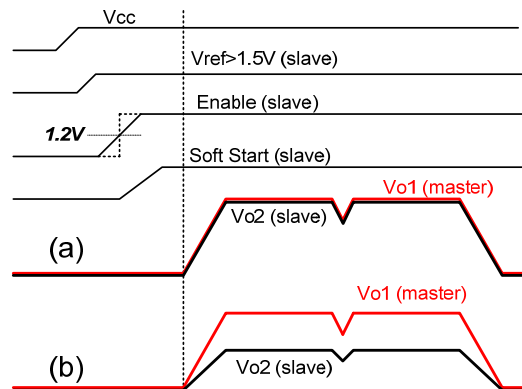 Vcc
Vref>1.5V (slave)
Enable (slave)
1.2V
Soft Start (slave)
Vo1 (master)
Vo2 (slave)
(a)
Vo1 (master)
Vo2 (slave)
(b)